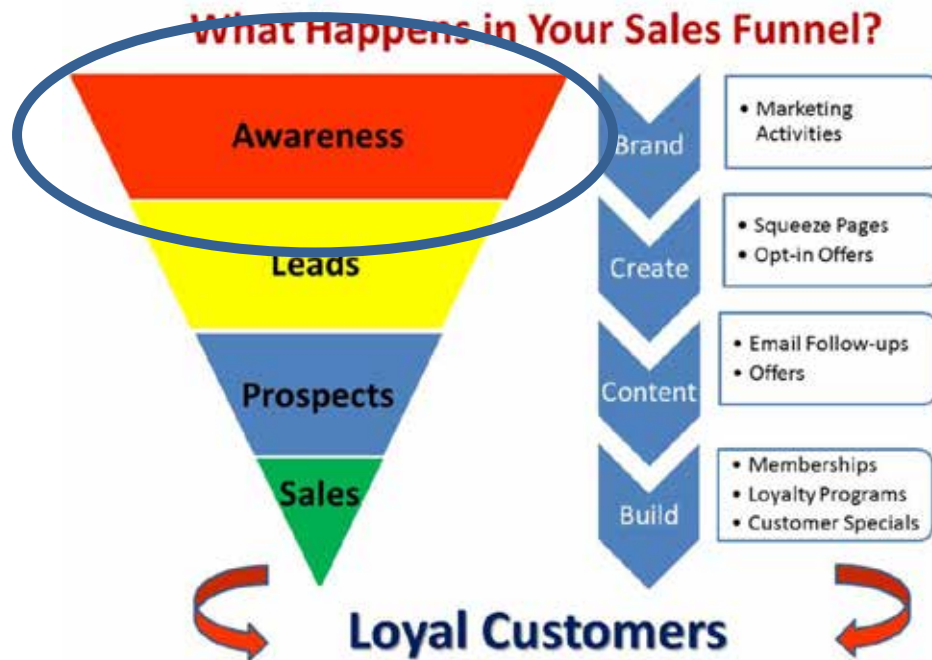 What Happens in Your Sales Funnel?
Awareness
Leads
Prospects
Sales
Brand
Create
Content
Build
• Marketing
Activities
• Squeeze Pages
• Opt-in Offers
• Email Follow-ups
• Offers
• Memberships
• Loyalty Programs
• Customer Specials
Loyal Customers